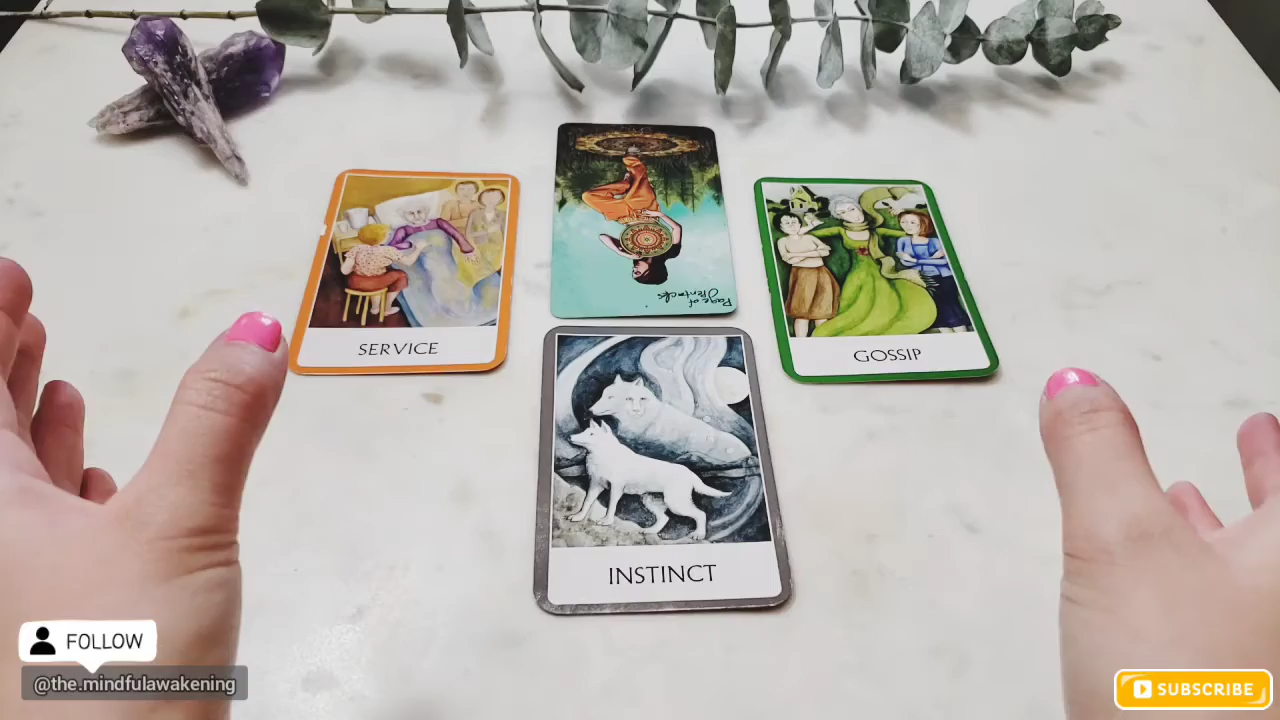 Page of
Pentacles
SERVICE
GOSSIP
INSTINCT
FOLLOW
@the.mindfulawakening
SUBSCRIBE